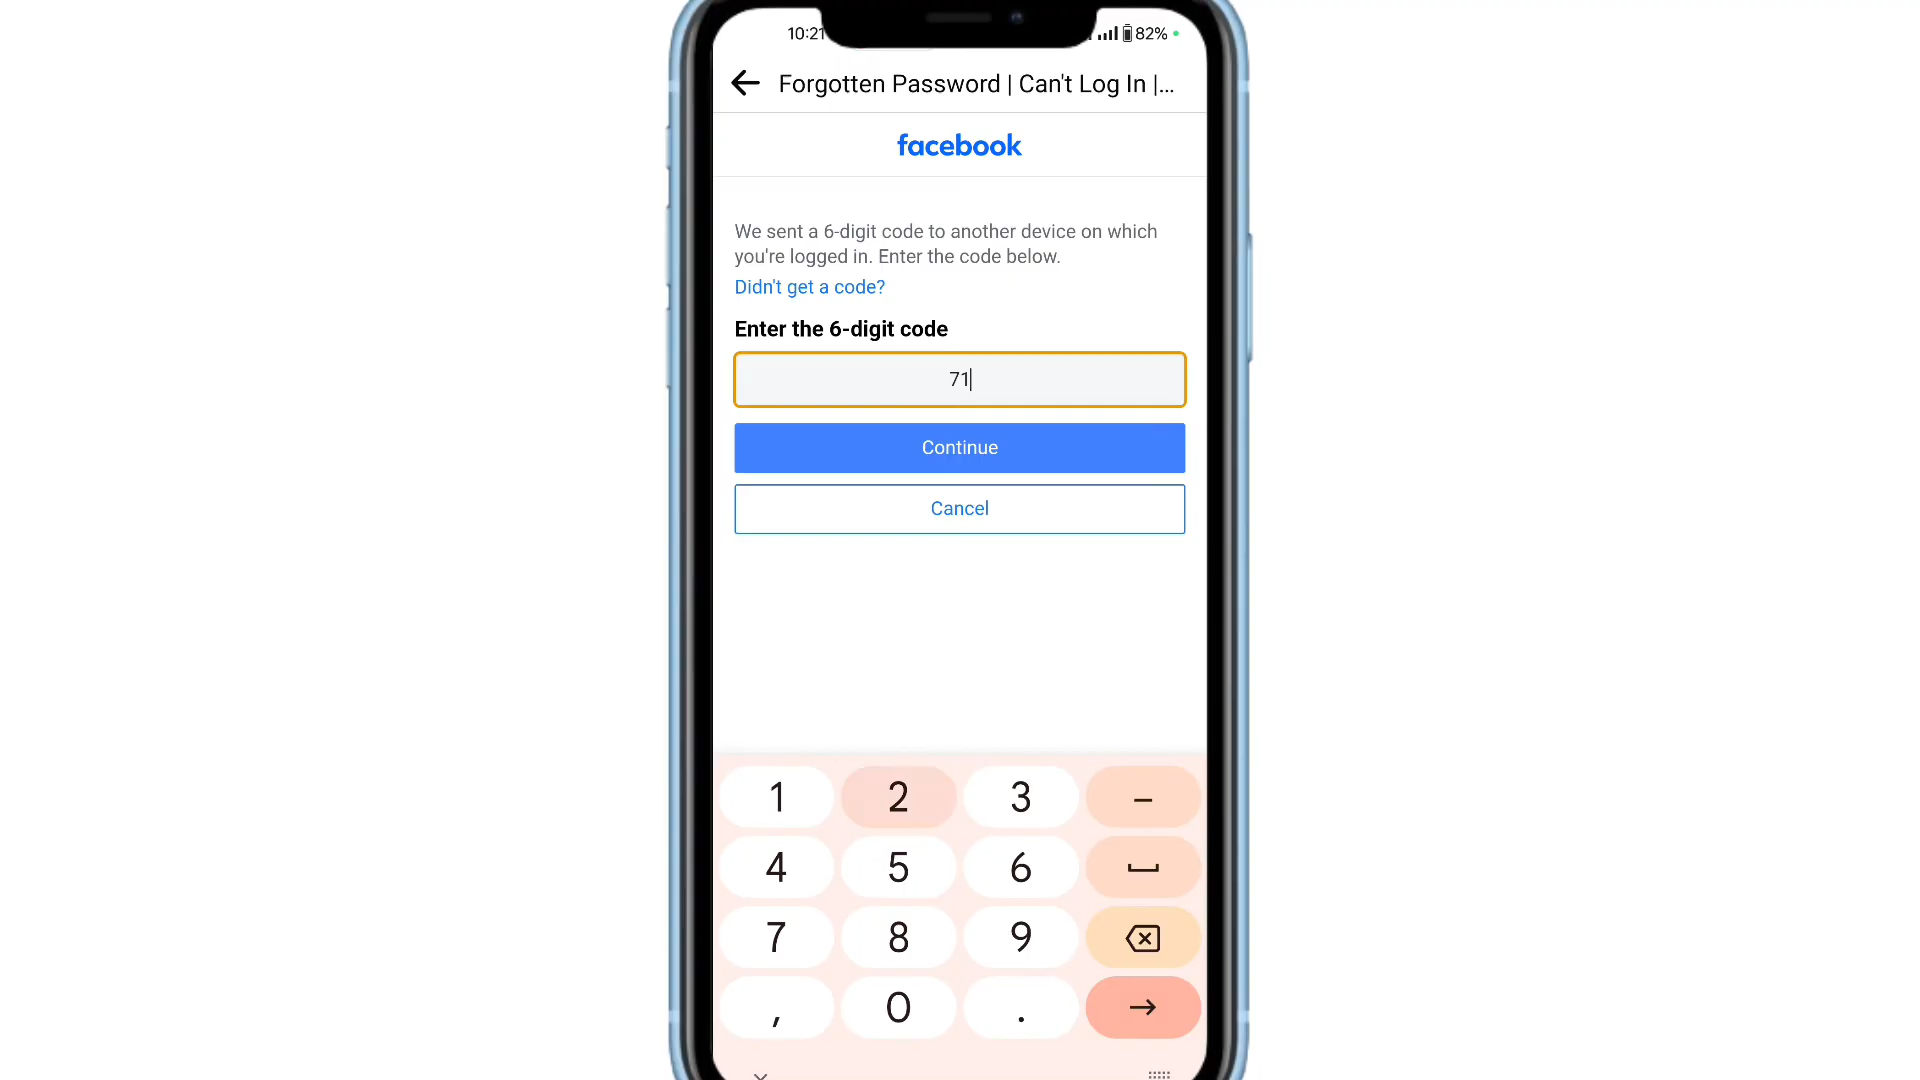 10:21 82%
Forgotten Password | Can't Log In |...
facebook
We sent a 6-digit code to another device on which
you're logged in. Enter the code below.
Didn't get a code?
Enter the 6-digit code
71
Continue
Cancel
1 2 3 –
4 5 6
7 8 9
, 0 .